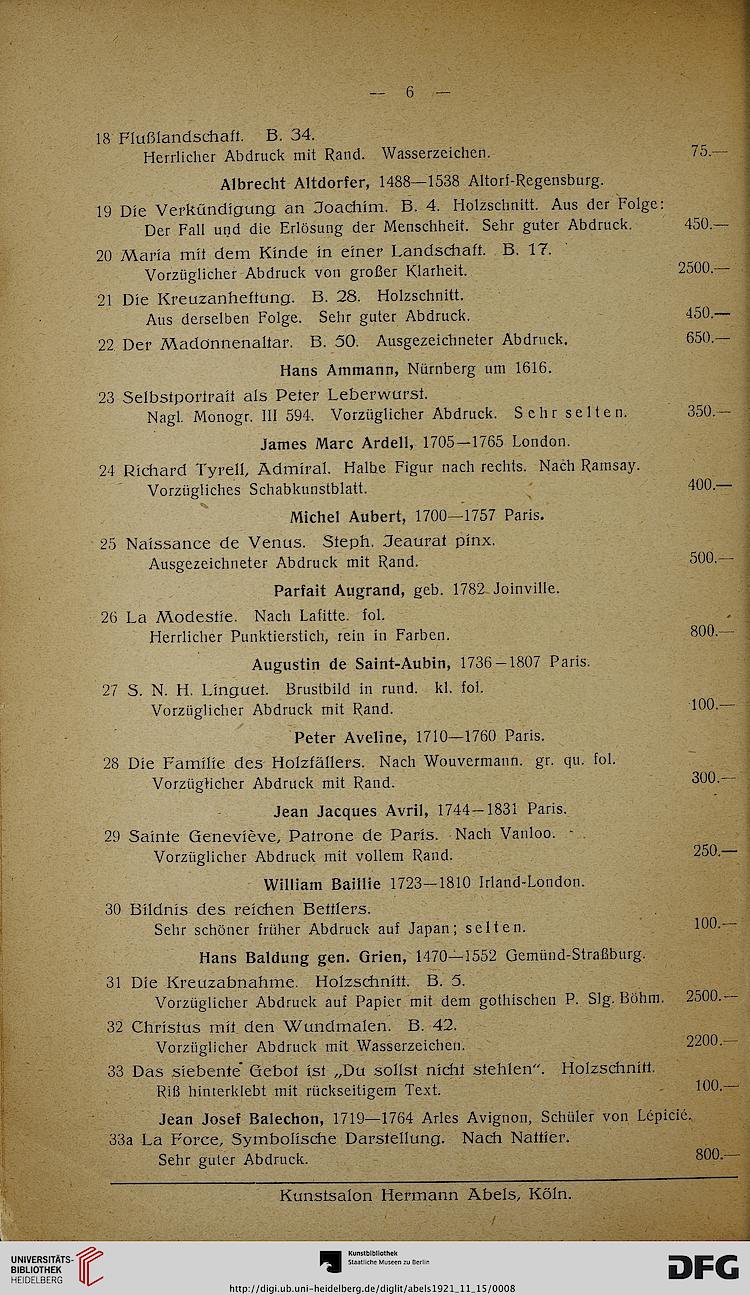 — 6 —
18 Flußlandschaft. B. 34.
Herrlicher Abdruck mit Rand. Wasserzeichen. 75.—
Albrecht Altdorfer, 1488—1538 Altorf-Regensburg.
19 Die Verkündigung an Joachim. B. 4. Holzschnitt. Aus der Folge:
Der Fall und die Erlösung der Menschheit. Sehr guter Abdruck. 450.—
20 Maria mit dem Kinde in einer Landschaft. B. 17.
Vorzüglicher Abdruck von großer Klarheit. 2500.—
21 Die Kreuzanheftung. B. 28. Holzschnitt.
Aus derselben Folge. Sehr guter Abdruck. 450.—
22 Der Madonnenaltar. B. 50. Ausgezeichneter Abdruck. 650.—
Hans Ammann, Nürnberg um 1616.
23 Selbstportrait als Peter Leberwurst.
Nagl. Monogr. III 594. Vorzüglicher Abdruck. Sehr selten. 350.—
James Marc Ardell, 1705—1765 London.
24 Richard Tyrell, Admiral. Halbe Figur nach rechts. Nach Ramsay.
Vorzügliches Schabkunstblatt. 400.—
Michel Aubert, 1700—1757 Paris.
25 Naissance de Venus. Steph. Jeaurat pinx.
Ausgezeichneter Abdruck mit Rand. 500.—
Parfait Augrand, geb. 1782 Joinville.
26 La Modestie. Nach Lafitte. fol.
Herrlicher Punktierstich, rein in Farben. 800.—
Augustin de Saint-Aubin, 1736–1807 Paris.
27 S. N. H. Linguet. Brustbild in rund. kl. fol.
Vorzüglicher Abdruck mit Rand. 100.—
Peter Aveline, 1710—1760 Paris.
28 Die Familie des Holzfällers. Nach Wouvermann. gr. qu. fol.
Vorzüglicher Abdruck mit Rand. 300.—
Jean Jacques Avril, 1744—1831 Paris.
29 Sainte Geneviève, Patrone de Paris. Nach Vanloo.
Vorzüglicher Abdruck mit vollem Rand. 250.—
William Baillie 1723—1810 Irland-London.
30 Bildnis des reichen Bettlers.
Sehr schöner früher Abdruck auf Japan; selten. 100.—
Hans Baldung gen. Grien, 1470—1552 Gemünd-Straßburg.
31 Die Kreuzabnahme. Holzschnitt. B. 5.
Vorzüglicher Abdruck auf Papier mit dem gothischen P. Slg. Böhm. 2500.—
32 Christus mit den Wundmalen. B. 42.
Vorzüglicher Abdruck mit Wasserzeichen. 2200.—
33 Das siebente Gebot ist „Du sollst nicht stehlen“. Holzschnitt.
Riß hinterklebt mit rückseitigem Text. 100.—
Jean Josef Balechon, 1719—1764 Arles Avignon, Schüler von Lépicié.
33a La Force, Symbolische Darstellung. Nach Nattier.
Sehr guter Abdruck. 800.—
Kunstsalon Hermann Abels, Köln.
UNIVERSITÄTS-
BIBLIOTHEK
HEIDELBERG
Kunstbibliothek
Staatliche Museen zu Berlin
DFG
http://digi.ub.uni-heidelberg.de/diglit/abels1921_11_15/0008